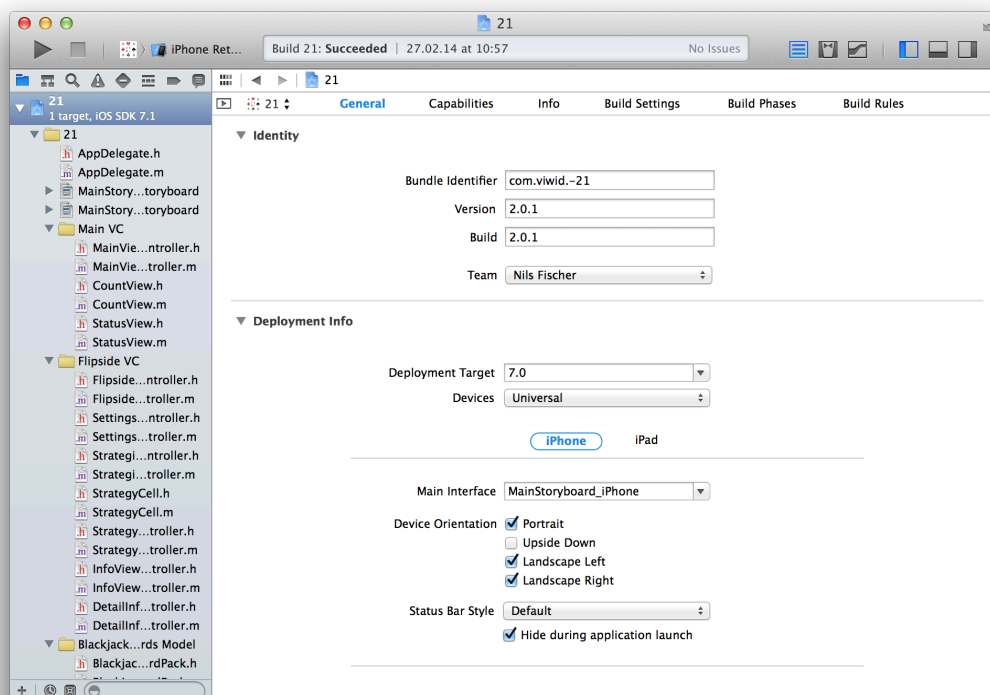 21
iPhone Ret...
Build 21: Succeeded | 27.02.14 at 10:57
No Issues
21
21
1 target, iOS SDK 7.1
21
AppDelegate.h
AppDelegate.m
MainStory...toryboard
MainStory...toryboard
Main VC
MainVie...ntroller.h
MainVie...troller.m
CountView.h
CountView.m
StatusView.h
StatusView.m
Flipside VC
Flipside...ntroller.h
Flipside...troller.m
Settings...ntroller.h
Settings...troller.m
Strategi...ntroller.h
Strategi...troller.m
StrategyCell.h
StrategyCell.m
Strategy...troller.h
Strategy...troller.m
InfoView...troller.h
InfoView...troller.m
DetailInf...troller.h
DetailInf...troller.m
Blackjack...rds Model
Blackjac...rdPack.h
21
General Capabilities Info Build Settings Build Phases Build Rules
Identity
Bundle Identifier com.viwid.-21
Version 2.0.1
Build 2.0.1
Team Nils Fischer
Deployment Info
Deployment Target 7.0
Devices Universal
iPhone iPad
Main Interface MainStoryboard_iPhone
Device Orientation Portrait
Upside Down
Landscape Left
Landscape Right
Status Bar Style Default
Hide during application launch